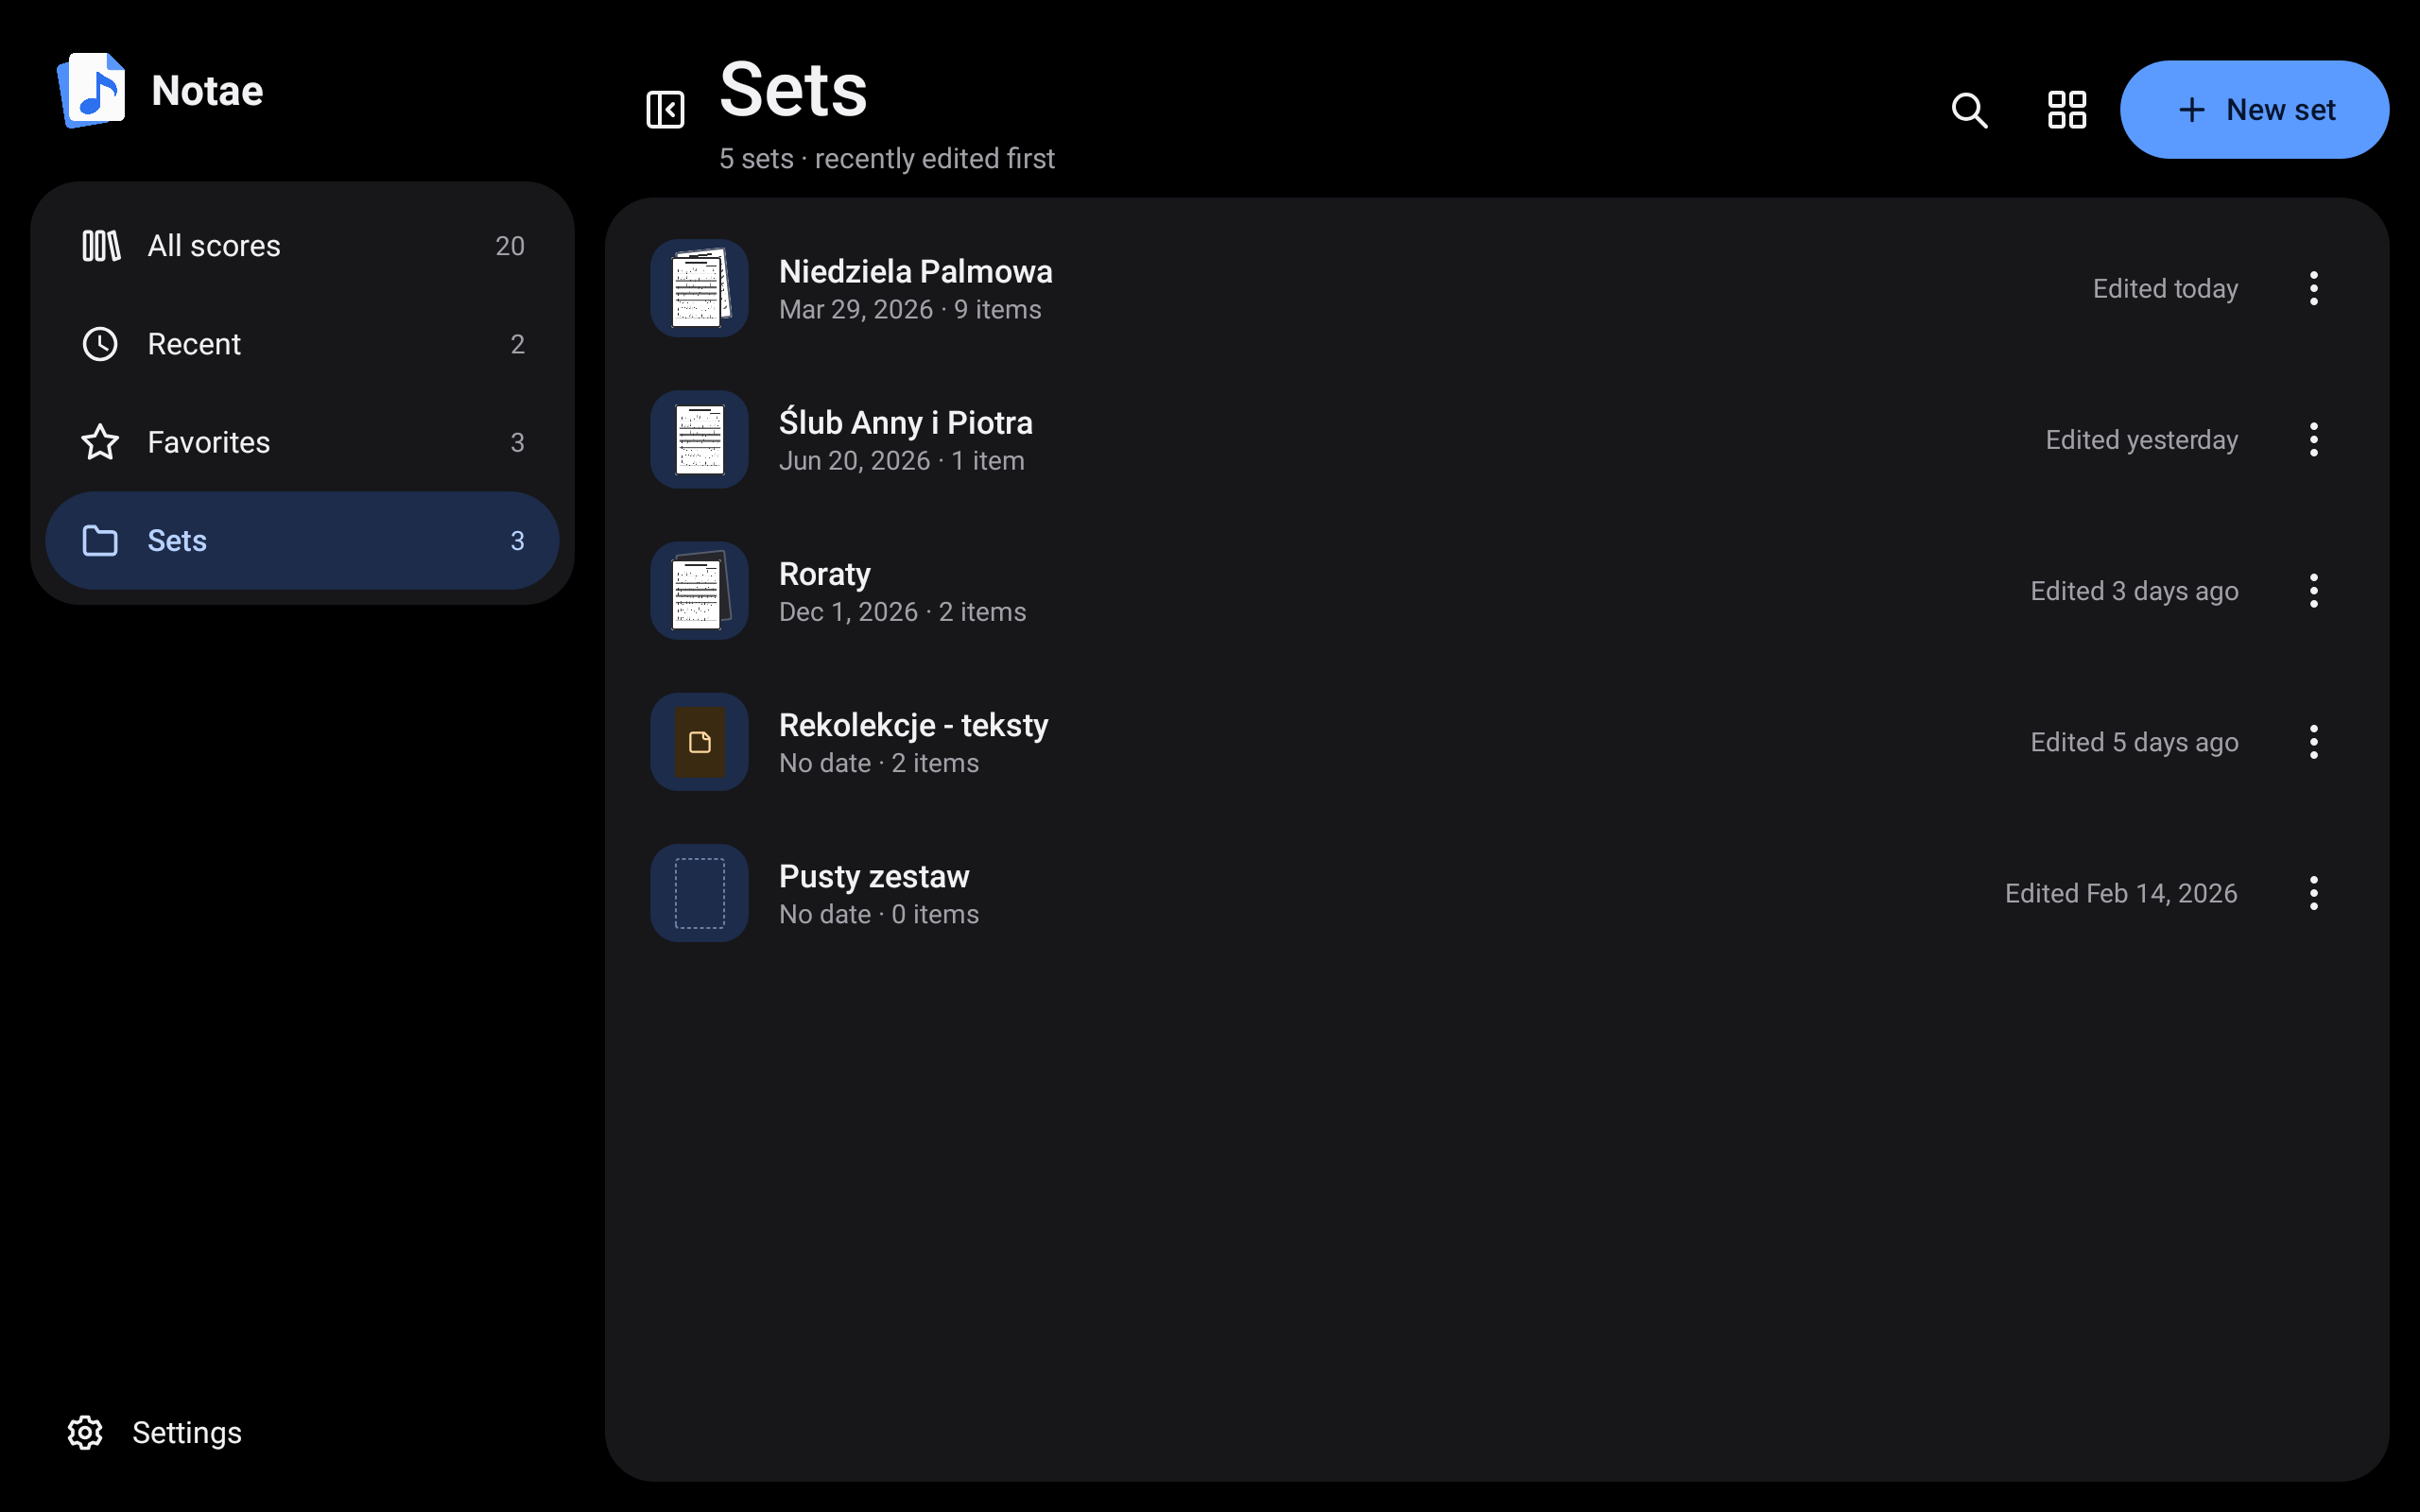 Notae
All scores 20
Recent 2
Favorites 3
Sets 3
Settings
Sets
5 sets · recently edited first
New set
Niedziela Palmowa
Mar 29, 2026 · 9 items
Edited today
Ślub Anny i Piotra
Jun 20, 2026 · 1 item
Edited yesterday
Roraty
Dec 1, 2026 · 2 items
Edited 3 days ago
Rekolekcje - teksty
No date · 2 items
Edited 5 days ago
Pusty zestaw
No date · 0 items
Edited Feb 14, 2026